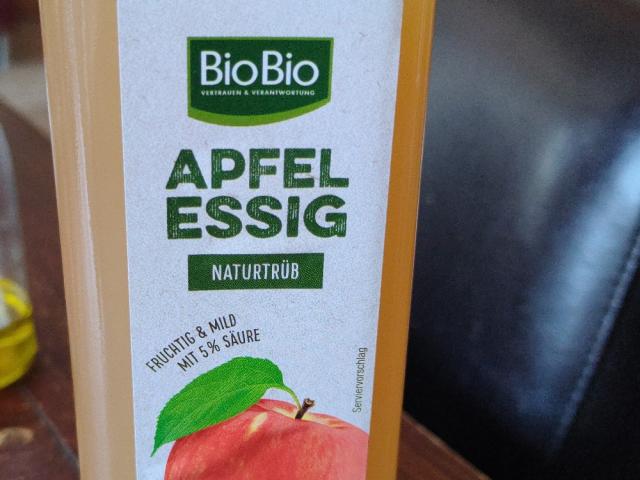 BioBio
VERTRAUEN & VERANTWORTUNG
APFEL
ESSIG
NATURTRÜB
FRUCHTIG & MILD
MIT 5% SÄURE
Serviervorschlag